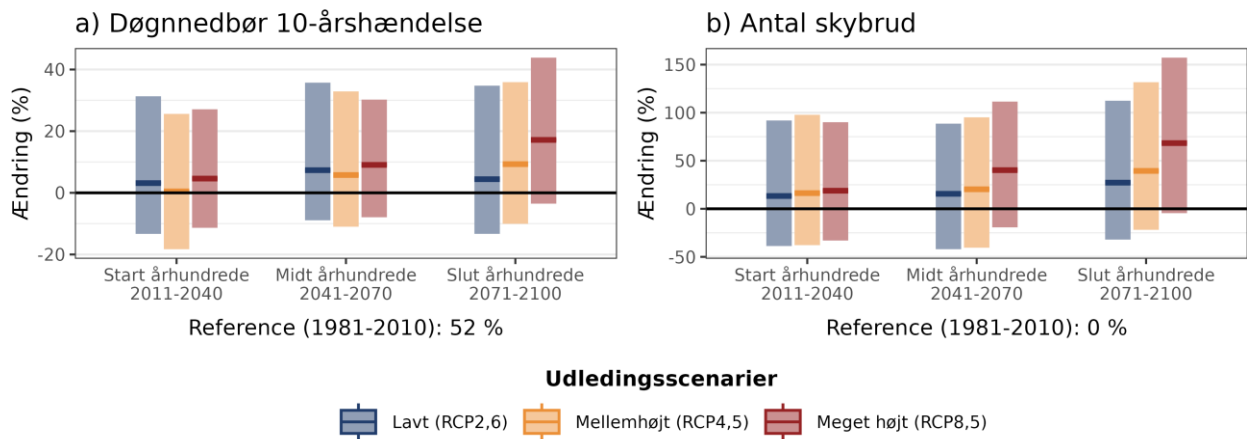 a) Døgnnedbør 10-årshændelse
Ændring (%)
40
20
0
-20
Start århundrede
2011-2040
Midt århundrede
2041-2070
Slut århundrede
2071-2100
Reference (1981-2010): 52 %
b) Antal skybrud
Ændring (%)
150
100
50
0
-50
Start århundrede
2011-2040
Midt århundrede
2041-2070
Slut århundrede
2071-2100
Reference (1981-2010): 0 %
Udledingsscenarier
Lavt (RCP2,6)
Mellemhøjt (RCP4,5)
Meget højt (RCP8,5)